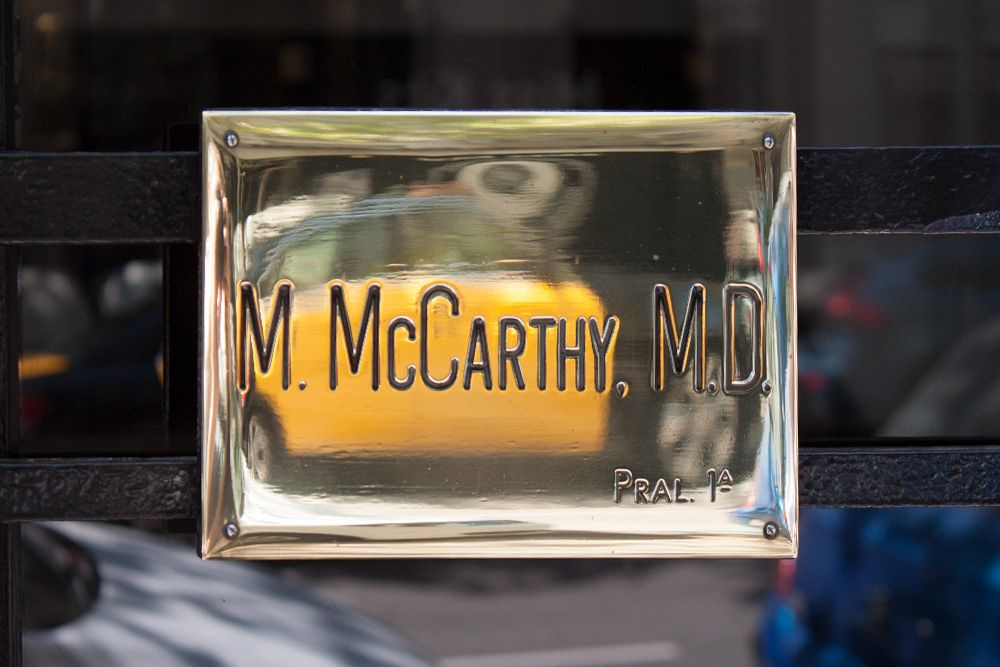 M. McCarthy, M.D.
Pral. 1ª